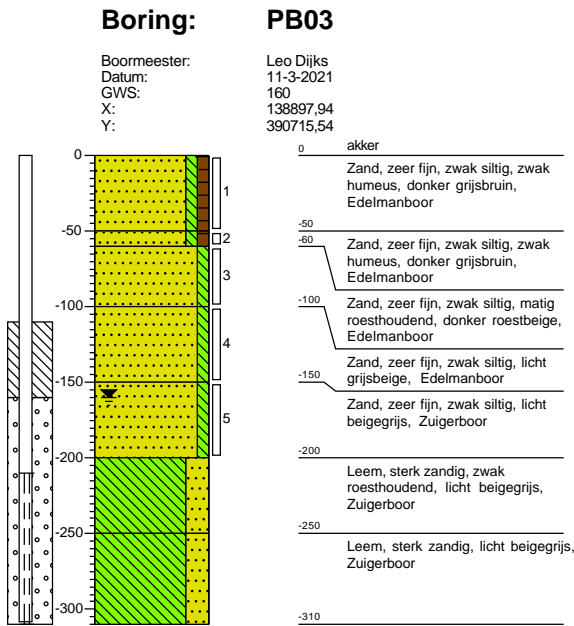 Boring: PB03
Boormeester: Leo Dijks
Datum: 11-3-2021
GWS: 160
X: 138897,94
Y: 390715,54
0
-50
-100
-150
-200
-250
-300
1
2
3
4
5
0 akker
Zand, zeer fijn, zwak siltig, zwak
humeus, donker grijsbruin,
Edelmanboor
-50
Zand, zeer fijn, zwak siltig, zwak
humeus, donker grijsbruin,
Edelmanboor
-60
Zand, zeer fijn, zwak siltig, matig
roesthoudend, donker roestbeige,
Edelmanboor
-100
Zand, zeer fijn, zwak siltig, licht
grijsbeige, Edelmanboor
-150
Zand, zeer fijn, zwak siltig, licht
beigegrijs, Zuigerboor
-200
Leem, sterk zandig, zwak
roesthoudend, licht beigegrijs,
Zuigerboor
-250
Leem, sterk zandig, licht beigegrijs,
Zuigerboor
-310